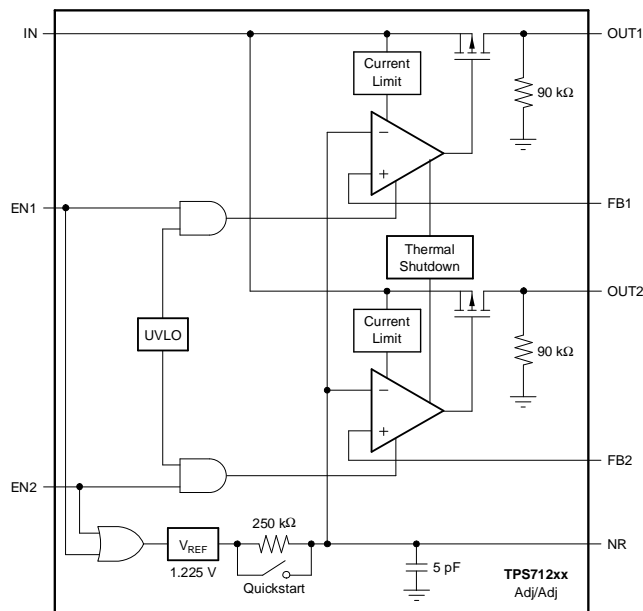 IN
OUT1
Current
Limit
90 kΩ
−
+
EN1
FB1
Thermal
Shutdown
OUT2
UVLO
Current
Limit
90 kΩ
−
+
FB2
EN2
250 kΩ
VREF
NR
1.225 V
Quickstart
5 pF
TPS712xx
Adj/Adj